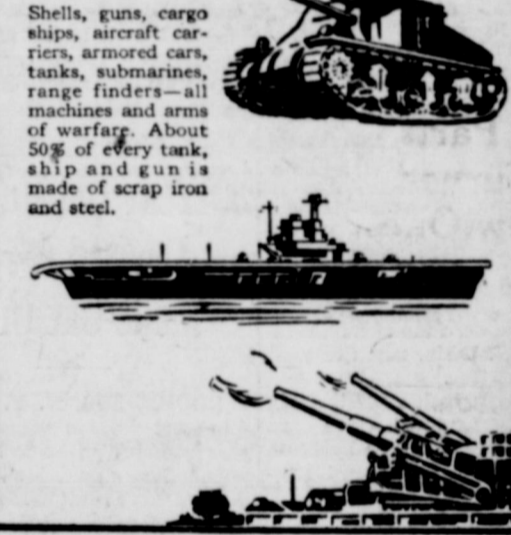 Shells, guns, cargo
ships, aircraft car-
riers, armored cars,
tanks, submarines,
range finders—all
machines and arms
of warfare. About
50% of every tank,
ship and gun is
made of scrap iron
and steel.